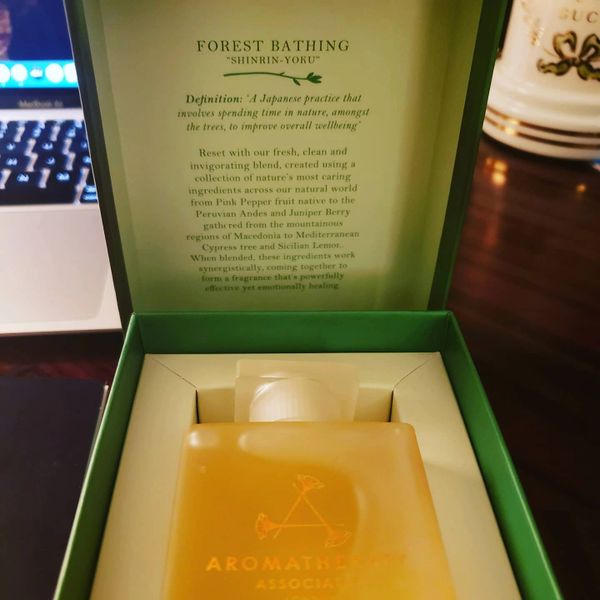 FOREST BATHING
"SHINRIN-YOKU"
Definition: 'A Japanese practice that
involves spending time in nature, amongst
the trees, to improve overall wellbeing'
Reset with our fresh, clean and
invigorating blend, created using a
collection of nature's most caring
ingredients across our natural world
from Pink Pepper fruit native to the
Peruvian Andes and Juniper Berry
gathered from the mountainous
regions of Macedonia to Mediterranean
Cypress tree and Sicilian Lemon.
When blended, these ingredients work
synergistically, coming together to
form a fragrance that's powerfully
effective yet emotionally healing.
MacBook Air
GUC
AROMATHERAPY
ASSOCIATE